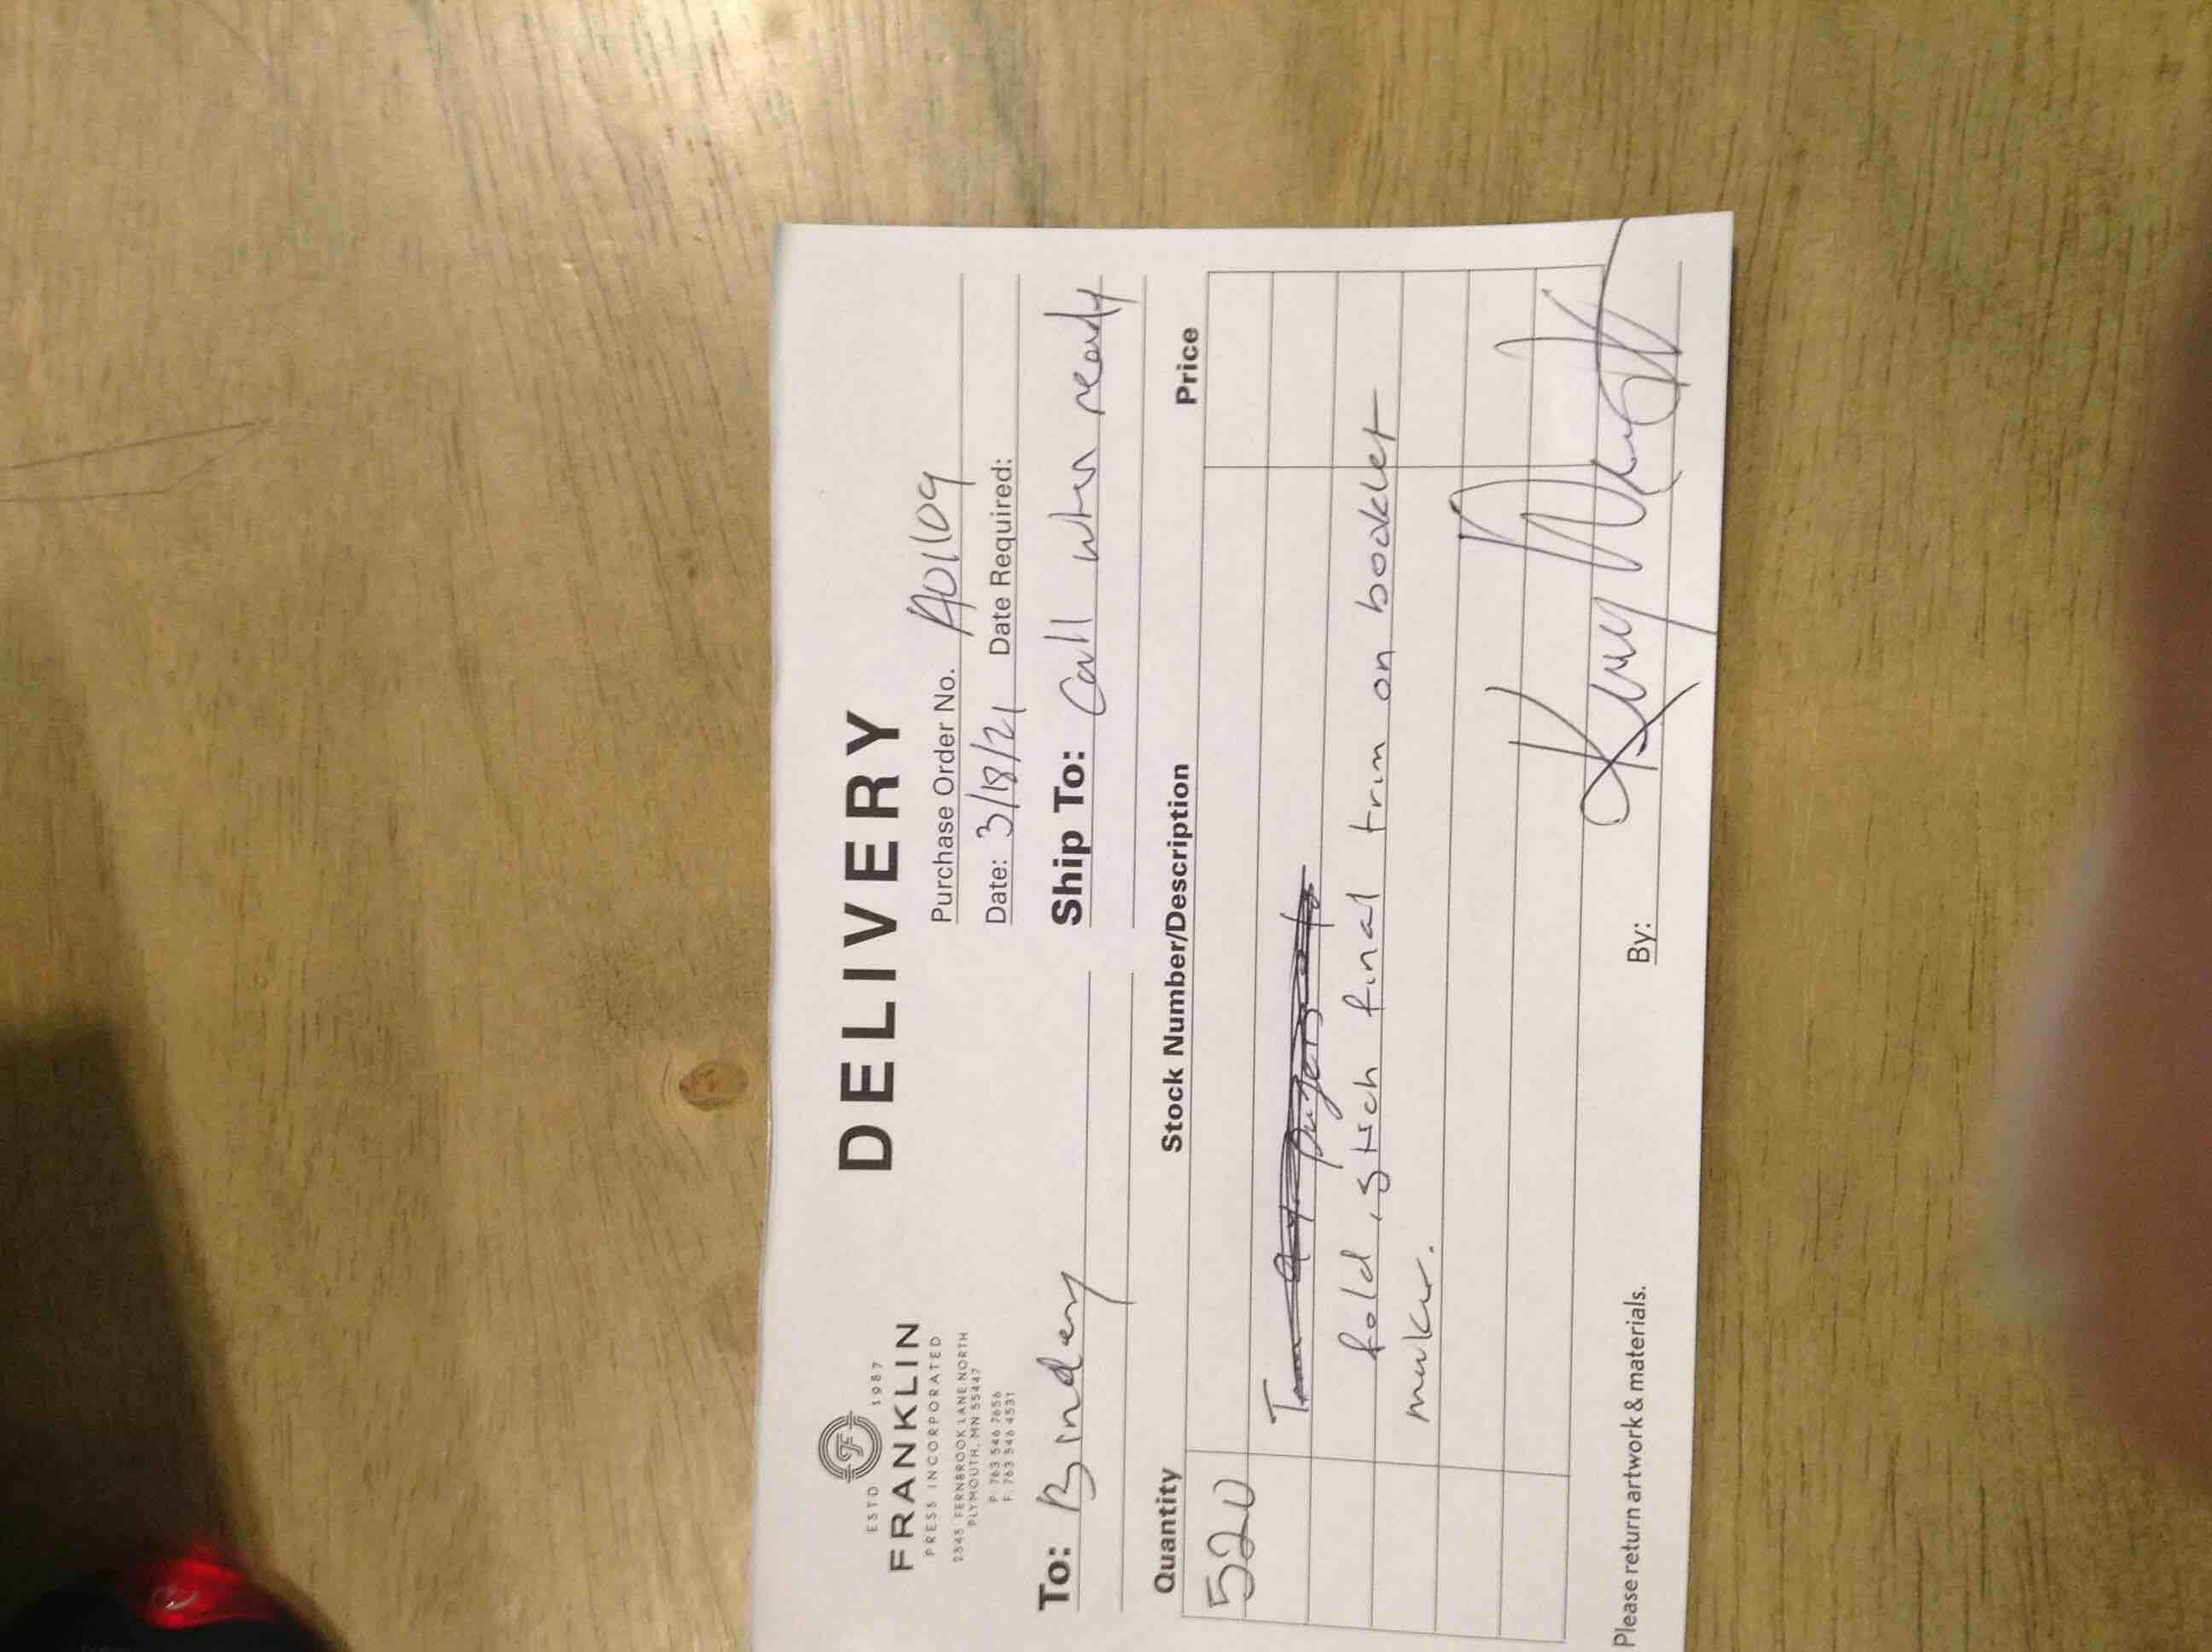 ESTD 1987
FRANKLIN
PRESS INCORPORATED
2545 FERNBROOK LANE NORTH
PLYMOUTH, MN 55447
P. 763 546 7656
F. 763 546 4531
DELIVERY
Purchase Order No. A01109
Date: 3/18/21 Date Required:
To: Bindery
Ship To: Call when ready
Quantity Stock Number/Description Price
520
fold, stich final trim on booklet
maker.
Please return artwork & materials.
By: